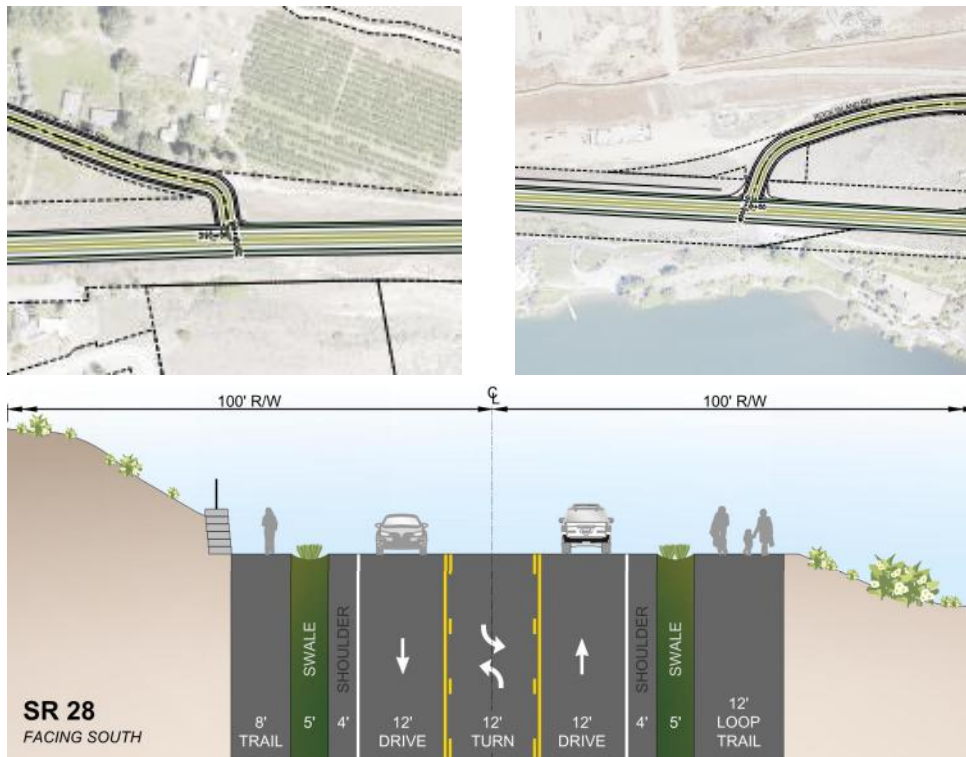 100' R/W
℄
100' R/W
SWALE
SHOULDER
SHOULDER
SWALE
8'
TRAIL
5'
4'
12'
DRIVE
12'
TURN
12'
DRIVE
4'
5'
12'
LOOP
TRAIL
SR 28
FACING SOUTH